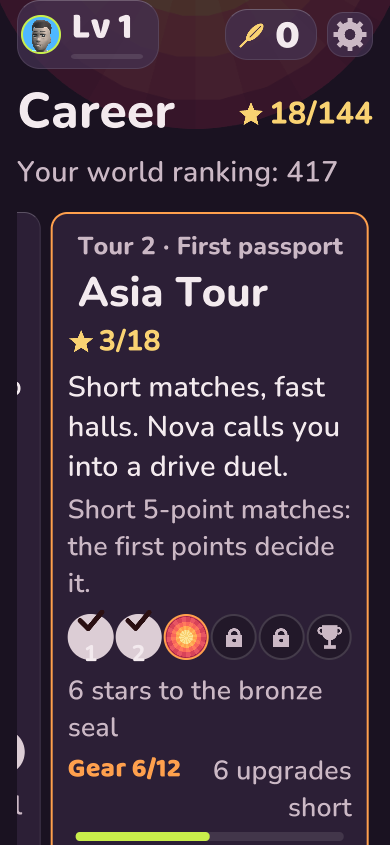 Lv 1
0
Career
18/144
Your world ranking: 417
Tour 2 · First passport
Asia Tour
3/18
Short matches, fast
halls. Nova calls you
into a drive duel.
Short 5-point matches:
the first points decide
it.
1 2
6 stars to the bronze
seal
Gear 6/12
6 upgrades
short